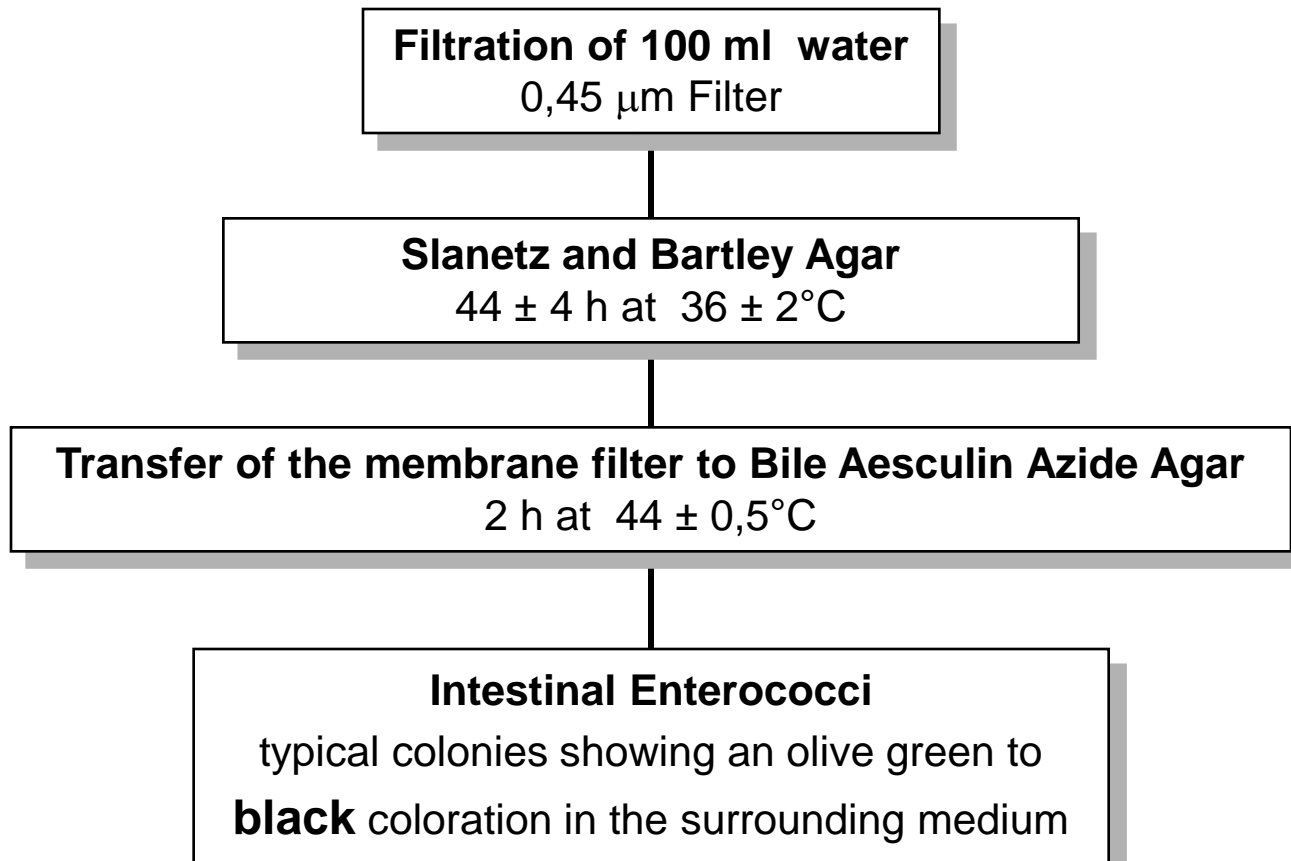 Filtration of 100 ml  water
0,45 μm Filter
Slanetz and Bartley Agar
44 ± 4 h at  36 ± 2°C
Transfer of the membrane filter to Bile Aesculin Azide Agar
2 h at  44 ± 0,5°C
Intestinal Enterococci
typical colonies showing an olive green to
black coloration in the surrounding medium